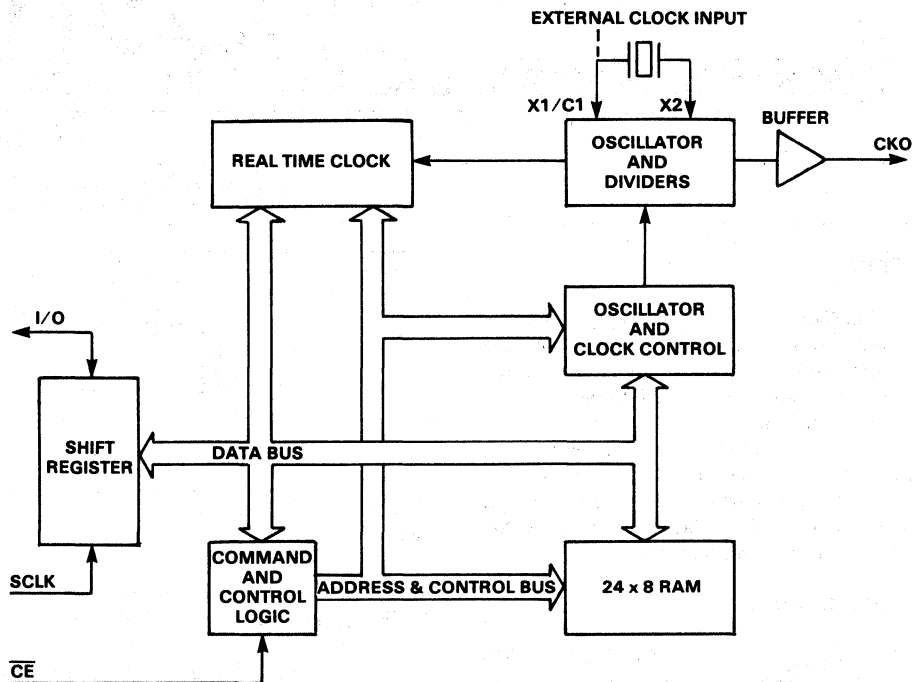 EXTERNAL CLOCK INPUT
X1/C1
X2
BUFFER
CKO
REAL TIME CLOCK
OSCILLATOR
AND
DIVIDERS
I/O
OSCILLATOR
AND
CLOCK CONTROL
SHIFT
REGISTER
DATA BUS
COMMAND
AND
CONTROL
LOGIC
ADDRESS & CONTROL BUS
24 x 8 RAM
SCLK
C̅E̅